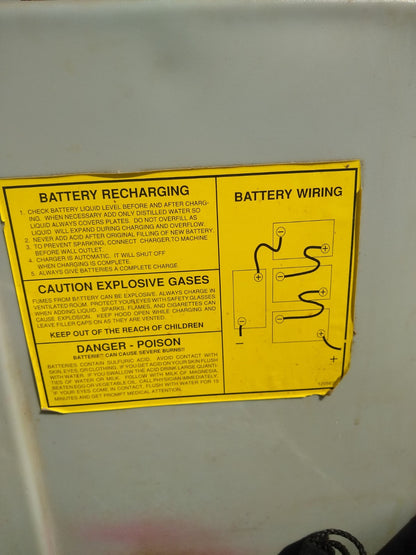 BATTERY RECHARGING
1. CHECK BATTERY LIQUID LEVEL BEFORE AND AFTER CHARG-
ING. WHEN NECESSARY ADD ONLY DISTILLED WATER SO
LIQUID ALWAYS COVERS PLATES. DO NOT OVERFILL AS
LIQUID WILL EXPAND DURING CHARGING AND OVERFLOW.
2. NEVER ADD ACID AFTER ORIGINAL FILLING OF NEW BATTERY.
3. TO PREVENT SPARKING, CONNECT CHARGER TO MACHINE
BEFORE WALL OUTLET.
4. CHARGER IS AUTOMATIC. IT WILL SHUT OFF
WHEN CHARGING IS COMPLETE.
5. ALWAYS GIVE BATTERIES A COMPLETE CHARGE.
CAUTION EXPLOSIVE GASES
FUMES FROM BATTERY CAN BE EXPLOSIVE. ALWAYS CHARGE IN
VENTILATED ROOM. PROTECT YOUR EYES WITH SAFETY GLASSES
WHEN ADDING LIQUID. SPARKS, FLAMES, AND CIGARETTES CAN
CAUSE EXPLOSION. KEEP HOOD OPEN WHILE CHARGING AND
LEAVE FILLER CAPS ON AS THEY ARE VENTED.
KEEP OUT OF THE REACH OF CHILDREN
DANGER - POISON
CAN CAUSE SEVERE BURNS!!
BATTERIES CONTAIN SULFURIC ACID. AVOID CONTACT WITH
SKIN, EYES, OR CLOTHING. IF YOU GET ACID ON YOUR SKIN FLUSH
WITH WATER. IF YOU SWALLOW THE ACID DRINK LARGE QUANTI-
TIES OF WATER OR MILK. FOLLOW WITH MILK OF MAGNESIA,
BEATEN EGG OR VEGETABLE OIL. CALL PHYSICIAN IMMEDIATELY.
IF YOUR EYES COME IN CONTACT, FLUSH WITH WATER FOR 15
MINUTES AND GET PROMPT MEDICAL ATTENTION.
BATTERY WIRING